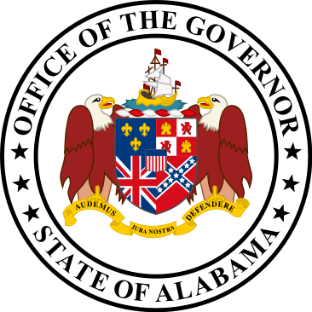 OFFICE OF THE GOVERNOR
AUDEMUS
JURA NOSTRA
DEFENDERE
STATE OF ALABAMA